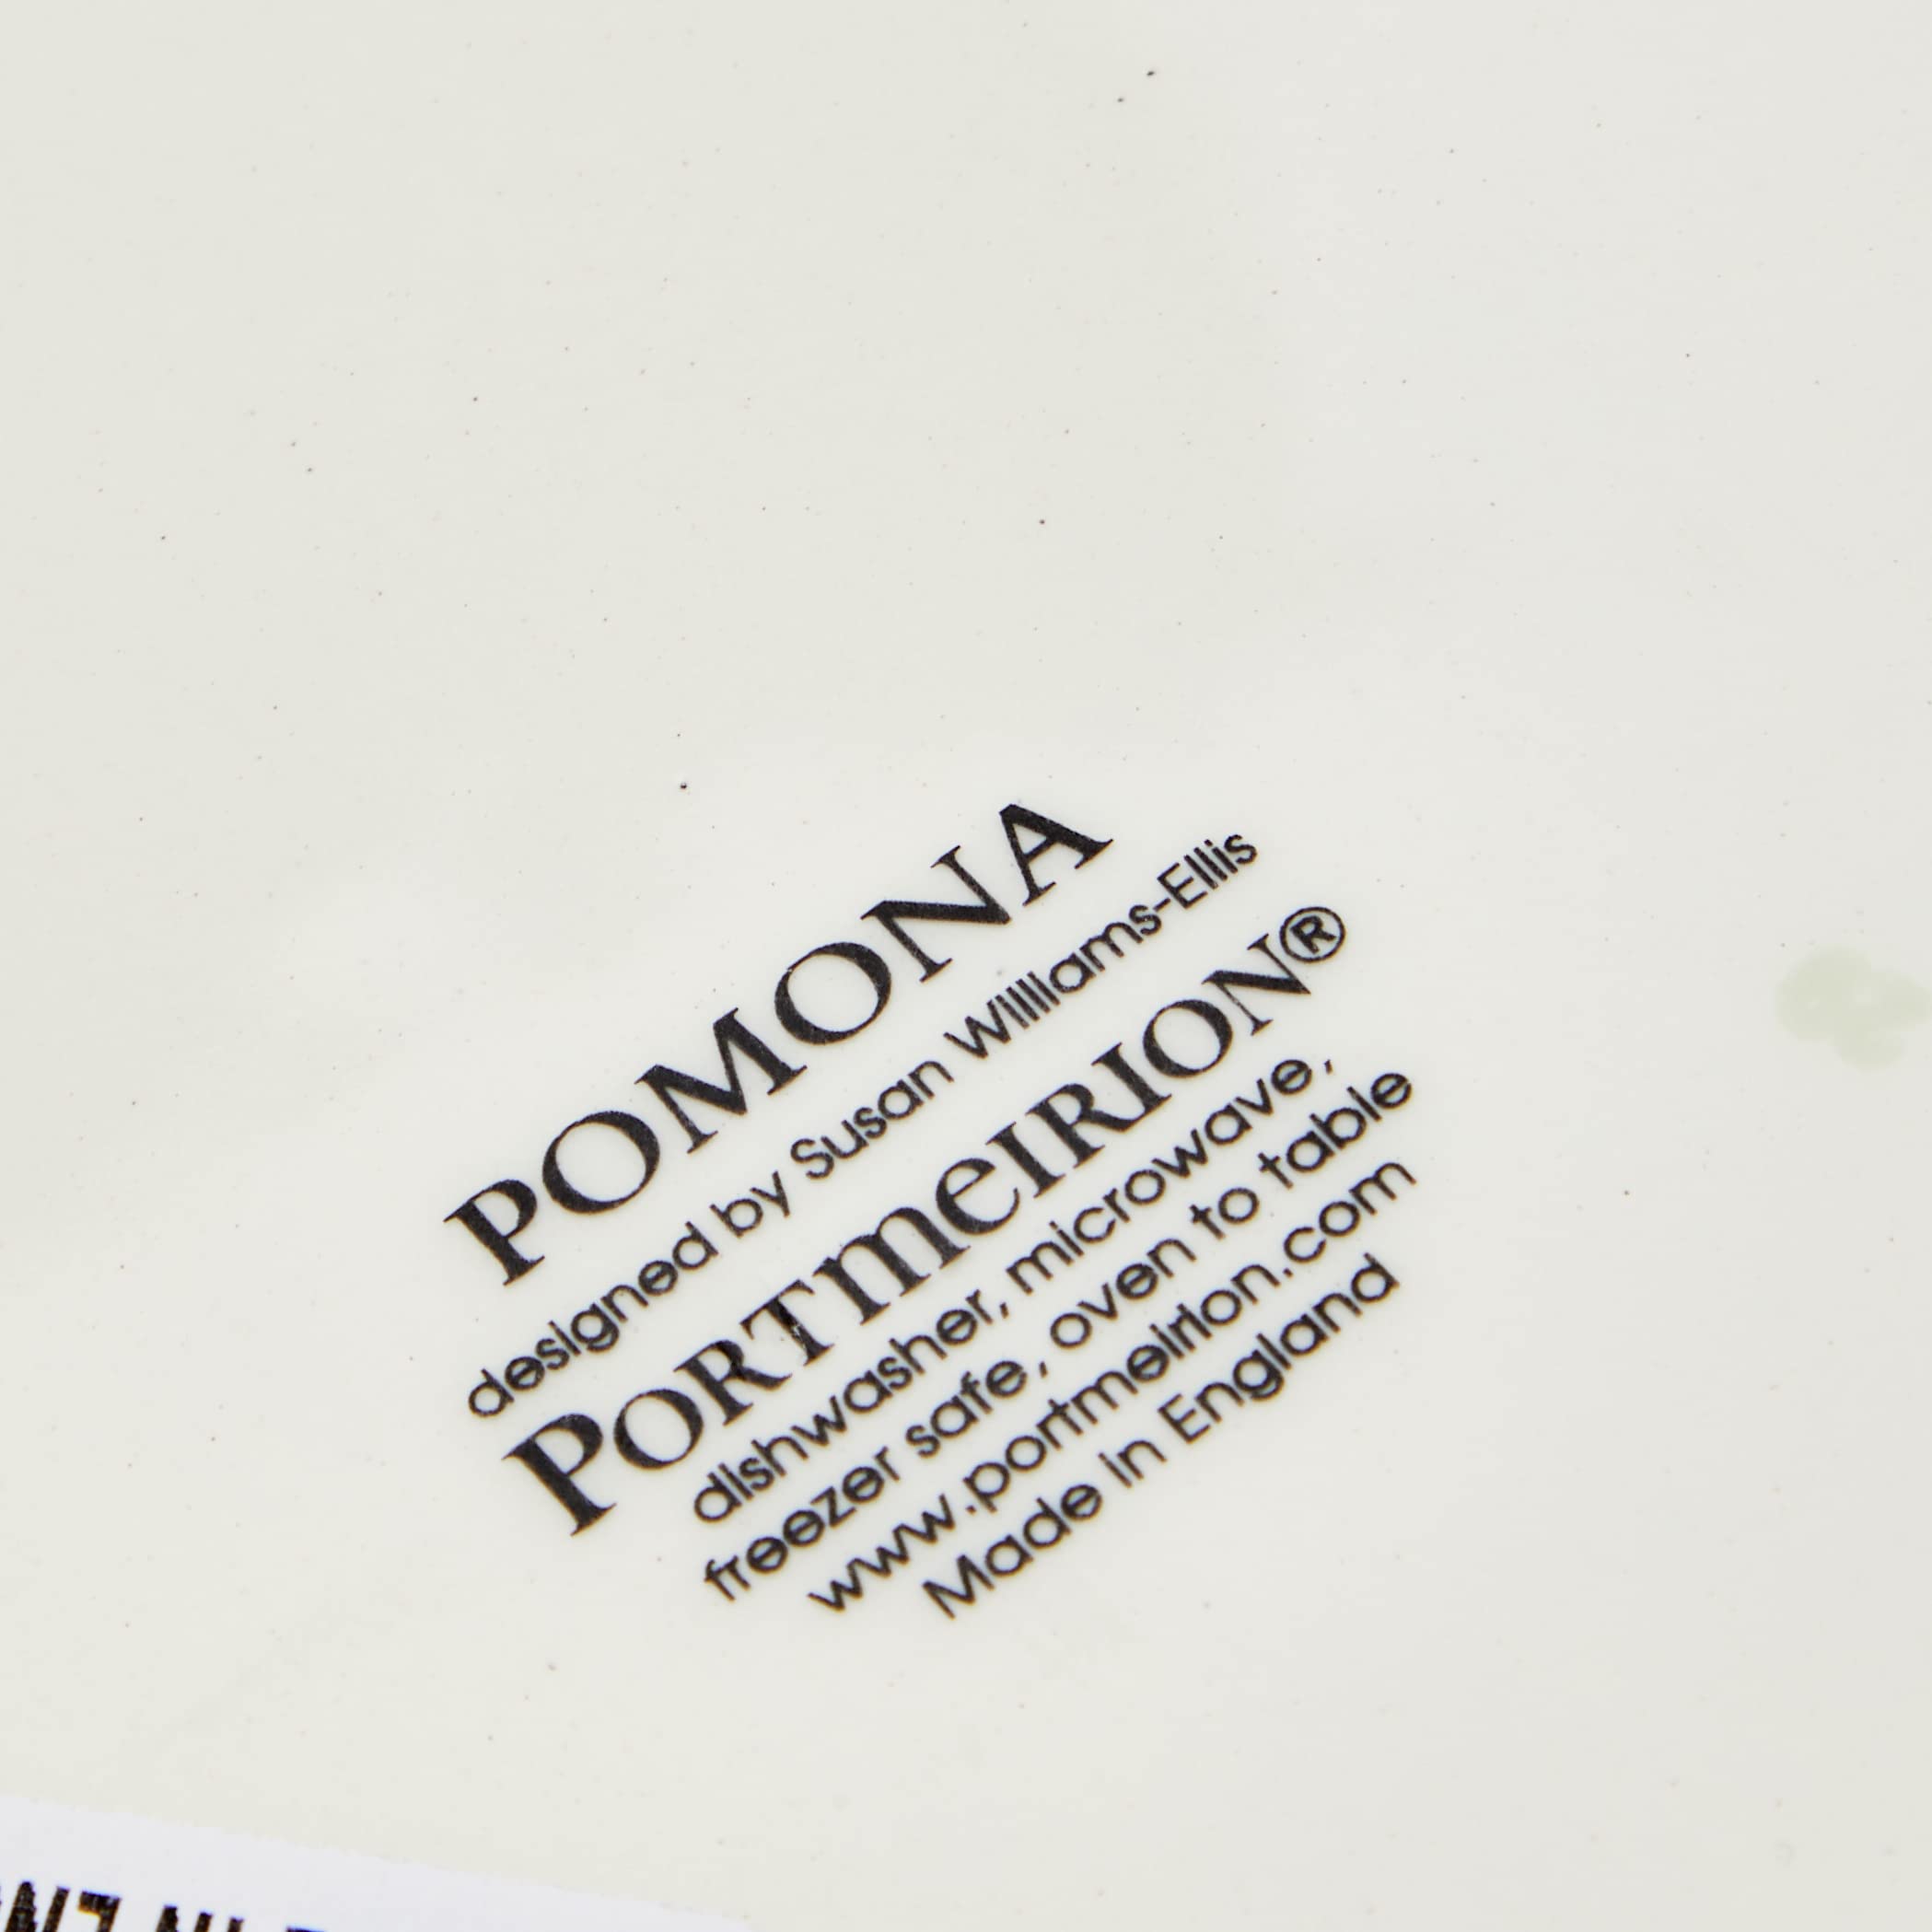 POMONA
designed by Susan Williams-Ellis
PORTMEIRION®
dishwasher, microwave,
freezer safe, oven to table
www.portmeirion.com
Made in England